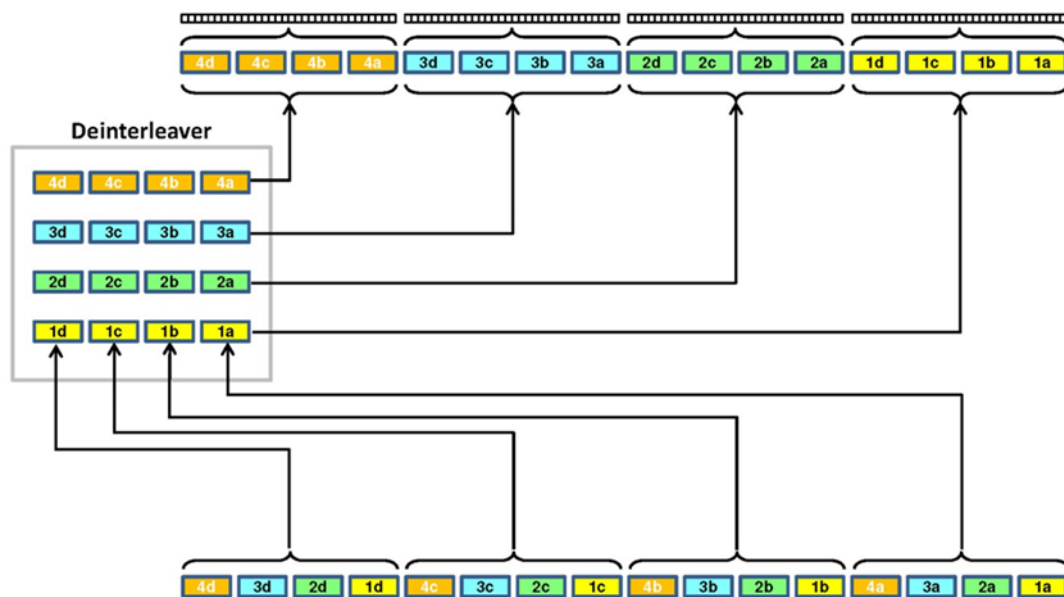 4d 4c 4b 4a 3d 3c 3b 3a 2d 2c 2b 2a 1d 1c 1b 1a
Deinterleaver
4d 4c 4b 4a
3d 3c 3b 3a
2d 2c 2b 2a
1d 1c 1b 1a
4d 3d 2d 1d 4c 3c 2c 1c 4b 3b 2b 1b 4a 3a 2a 1a